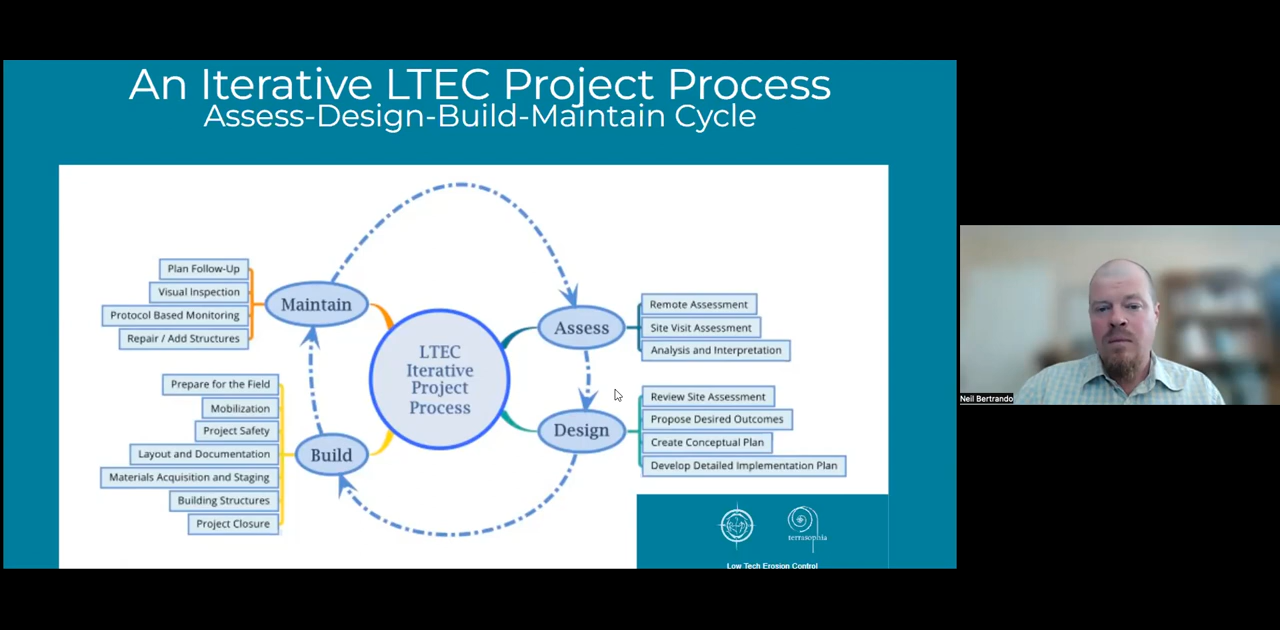 An Iterative LTEC Project Process
Assess-Design-Build-Maintain Cycle
Plan Follow-Up
Visual Inspection
Protocol Based Monitoring
Repair / Add Structures
Maintain
Prepare for the Field
Mobilization
Project Safety
Layout and Documentation
Materials Acquisition and Staging
Building Structures
Project Closure
Build
LTEC
Iterative
Project
Process
Assess
Remote Assessment
Site Visit Assessment
Analysis and Interpretation
Design
Review Site Assessment
Propose Desired Outcomes
Create Conceptual Plan
Develop Detailed Implementation Plan
terrasophia
Low Tech Erosion Control
Neil Bertrando